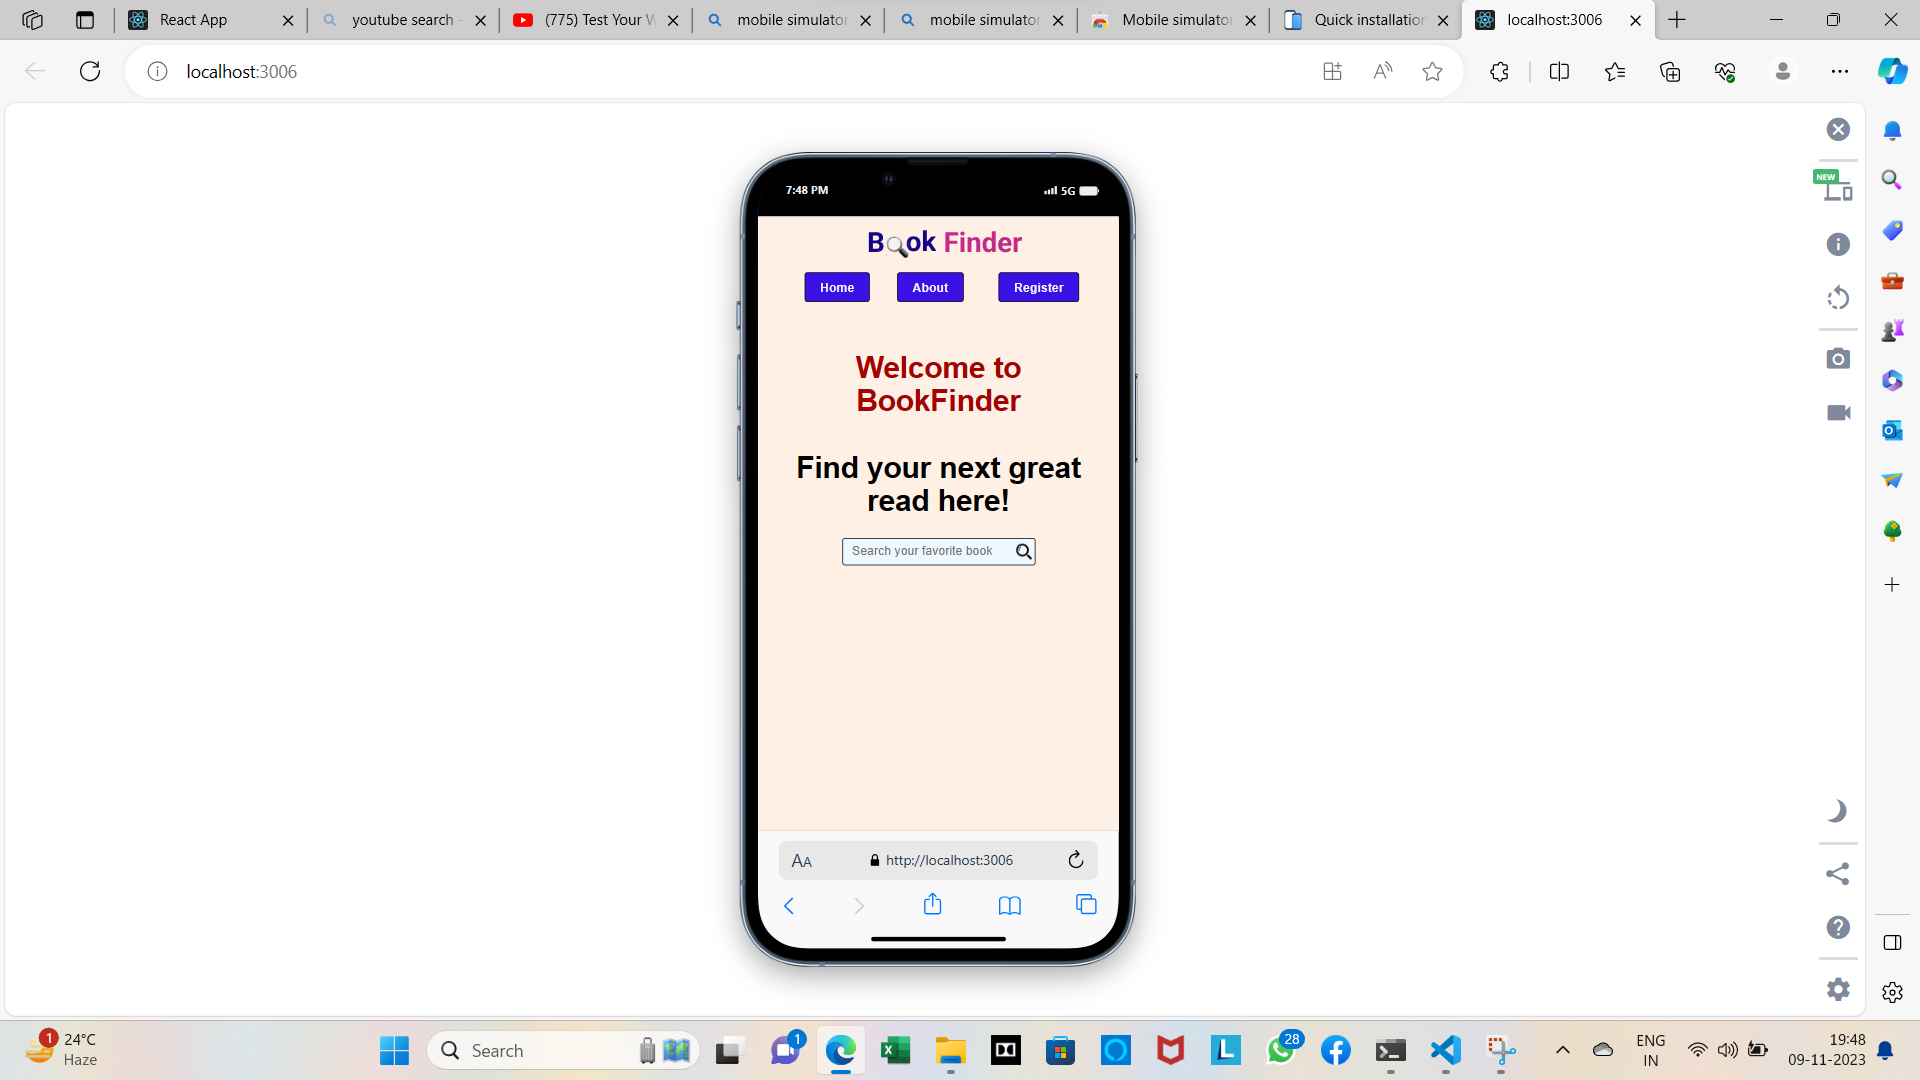 React App
youtube search -
(775) Test Your W
mobile simulator
mobile simulator
Mobile simulator
Quick installation
localhost:3006
localhost:3006
NEW
7:48 PM
5G
Book Finder
Home
About
Register
Welcome to
BookFinder
Find your next great
read here!
Search your favorite book
AA
http://localhost:3006
1
24°C
Haze
Search
1
28
ENG
IN
19:48
09-11-2023